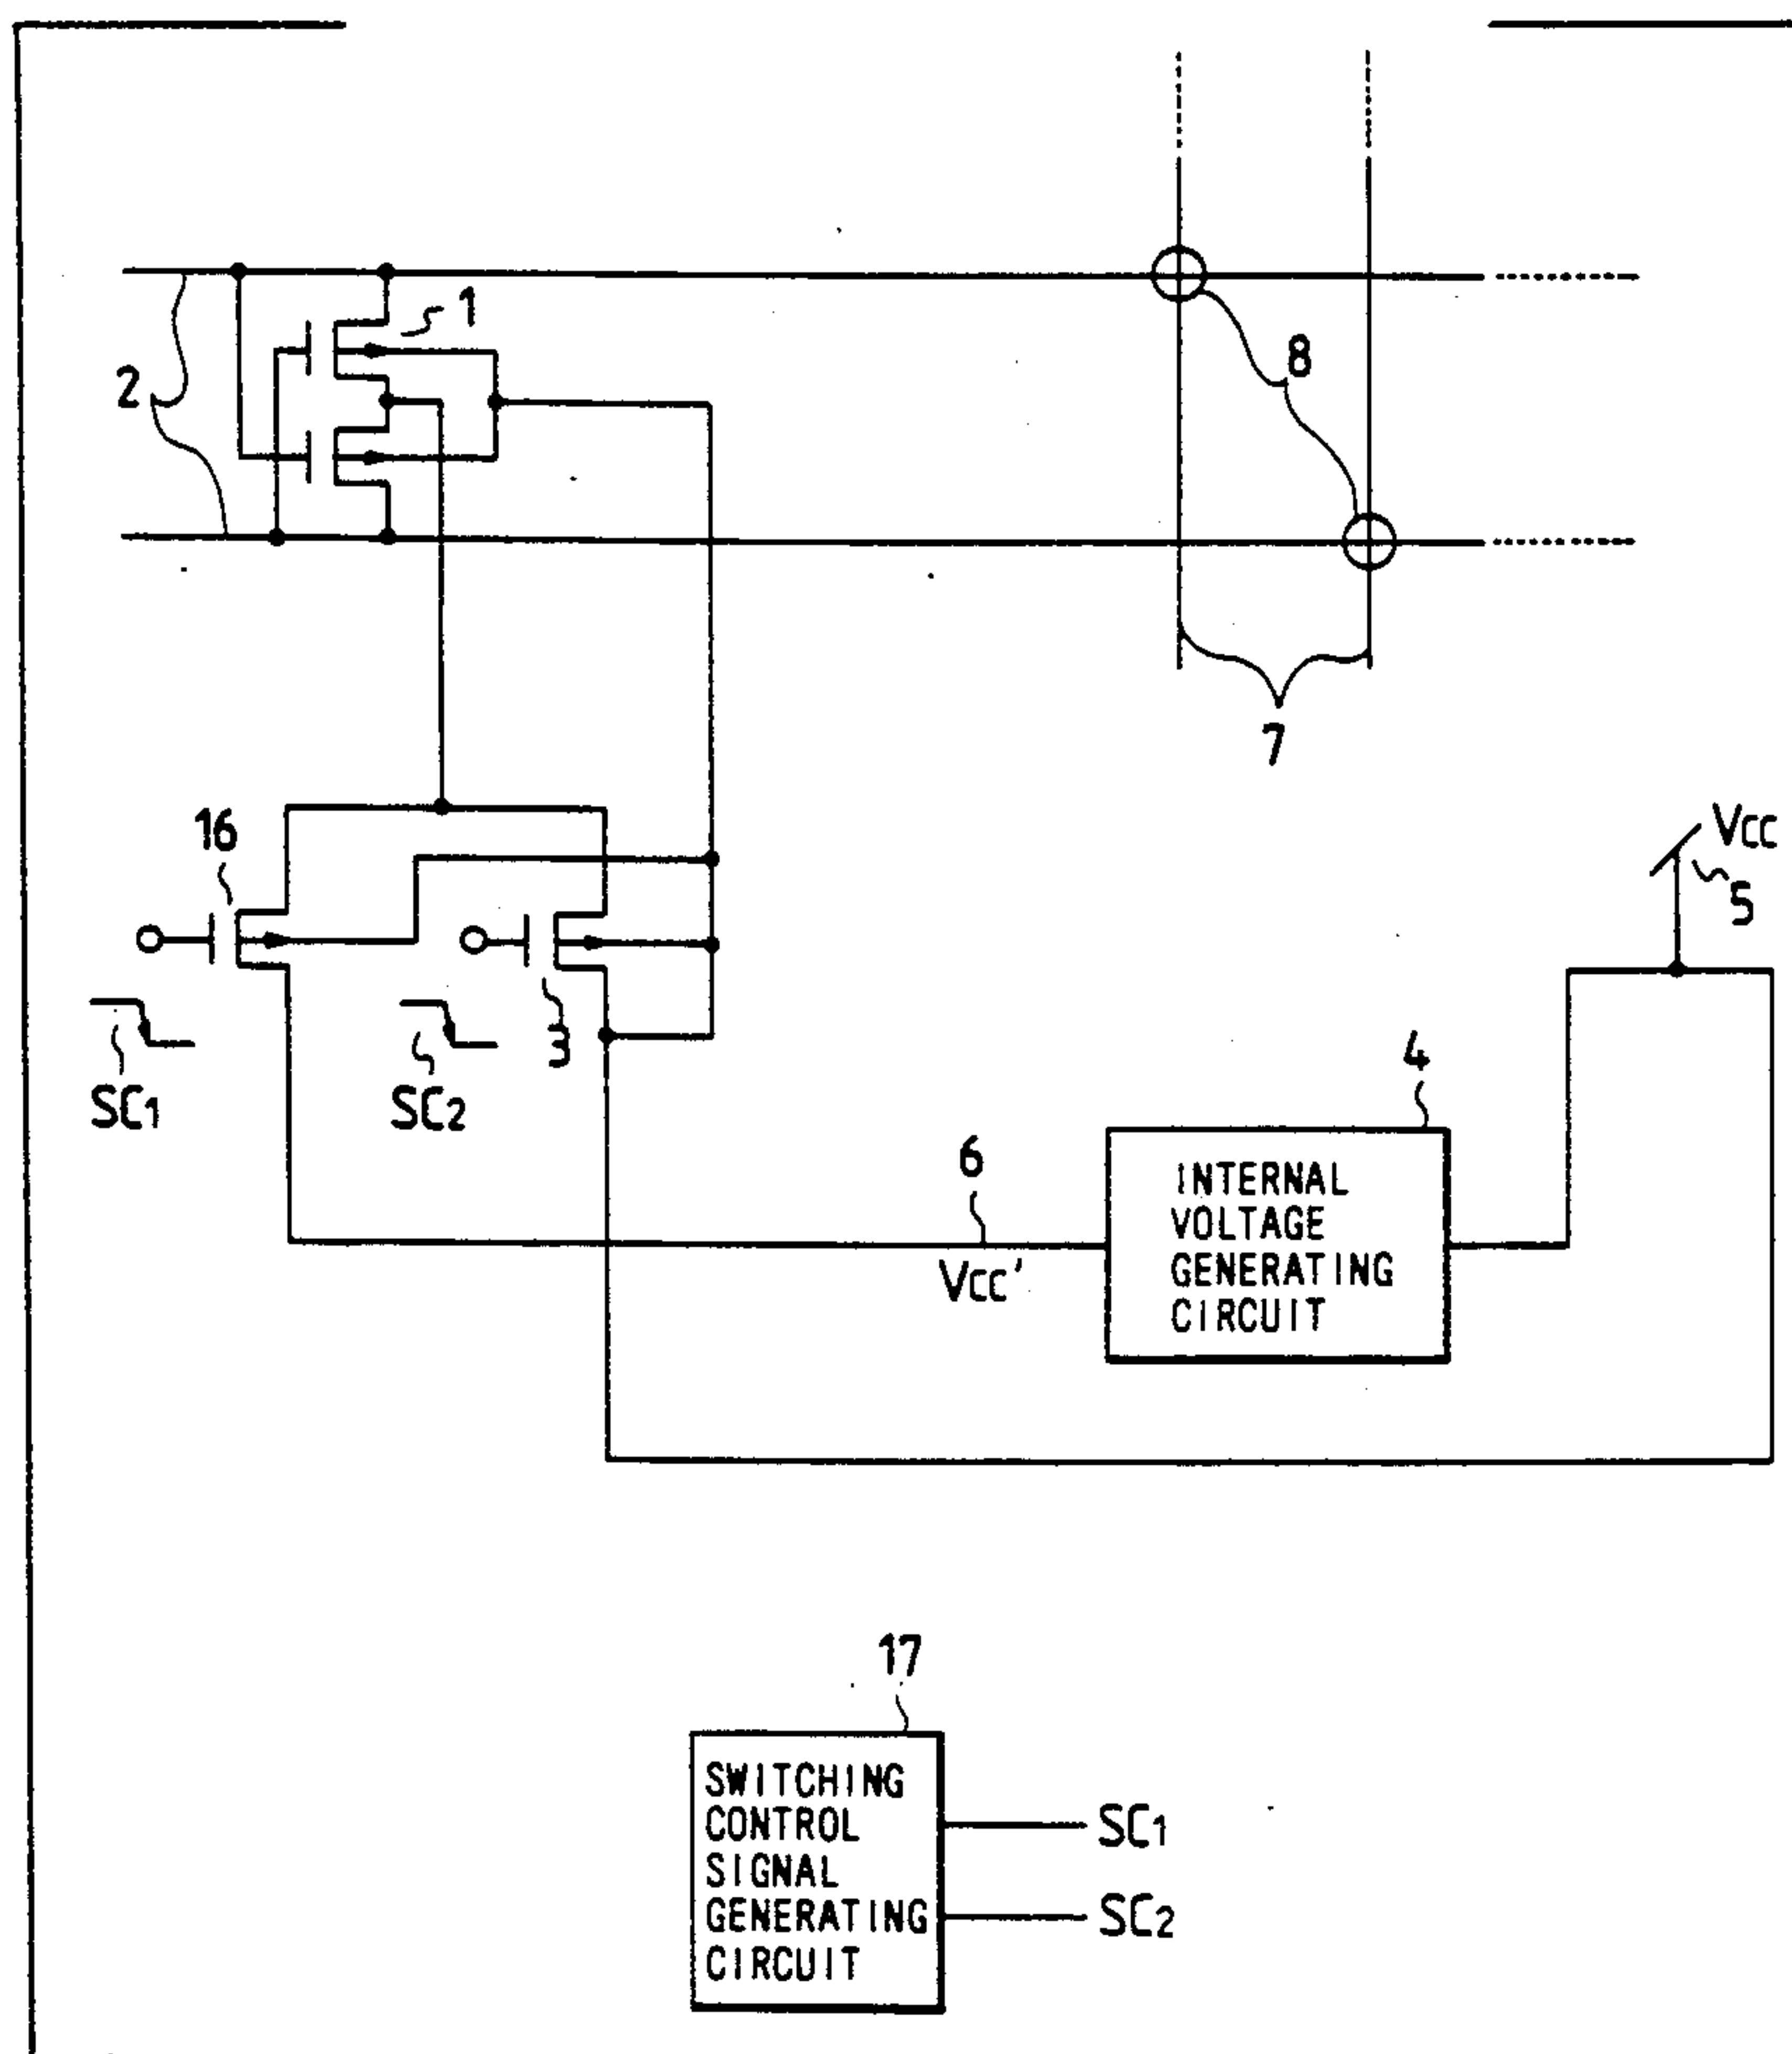 1
2
8
7
16
VCC
5
3
4
SC1
SC2
6
VCC'
INTERNAL
VOLTAGE
GENERATING
CIRCUIT
17
SWITCHING
CONTROL
SIGNAL
GENERATING
CIRCUIT
SC1
SC2